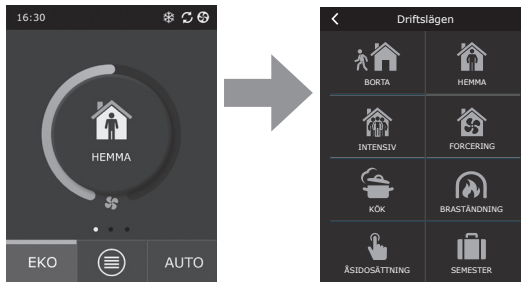 16:30
HEMMA
EKO
AUTO
Driftslägen
BORTA
HEMMA
INTENSIV
FORCERING
KÖK
BRASTÄNDNING
ÅSIDOSÄTTNING
SEMESTER